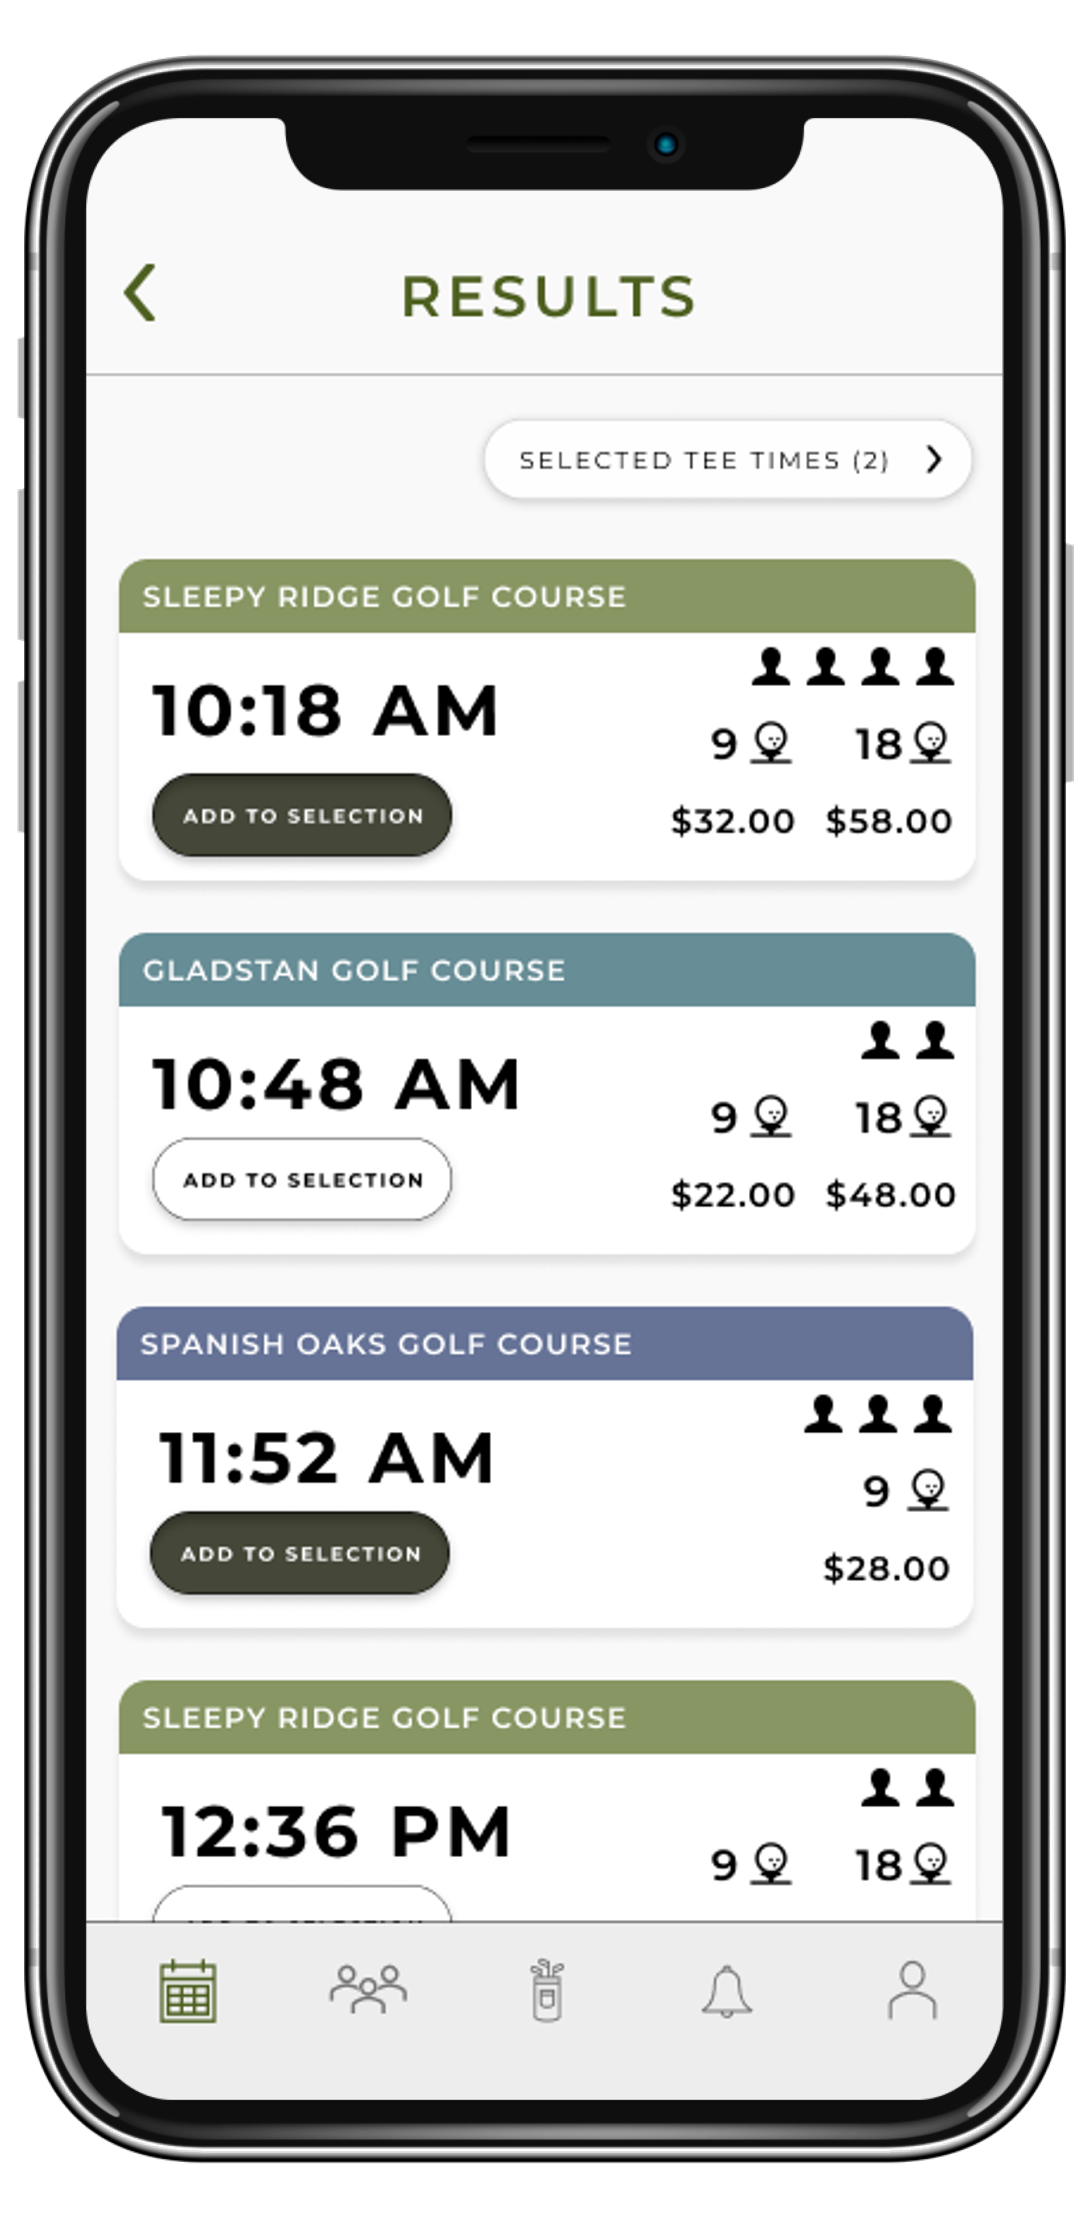 RESULTS
SELECTED TEE TIMES (2)
SLEEPY RIDGE GOLF COURSE
10:18 AM
9 18
ADD TO SELECTION
$32.00 $58.00
GLADSTAN GOLF COURSE
10:48 AM
9 18
ADD TO SELECTION
$22.00 $48.00
SPANISH OAKS GOLF COURSE
11:52 AM
9
ADD TO SELECTION
$28.00
SLEEPY RIDGE GOLF COURSE
12:36 PM
9 18